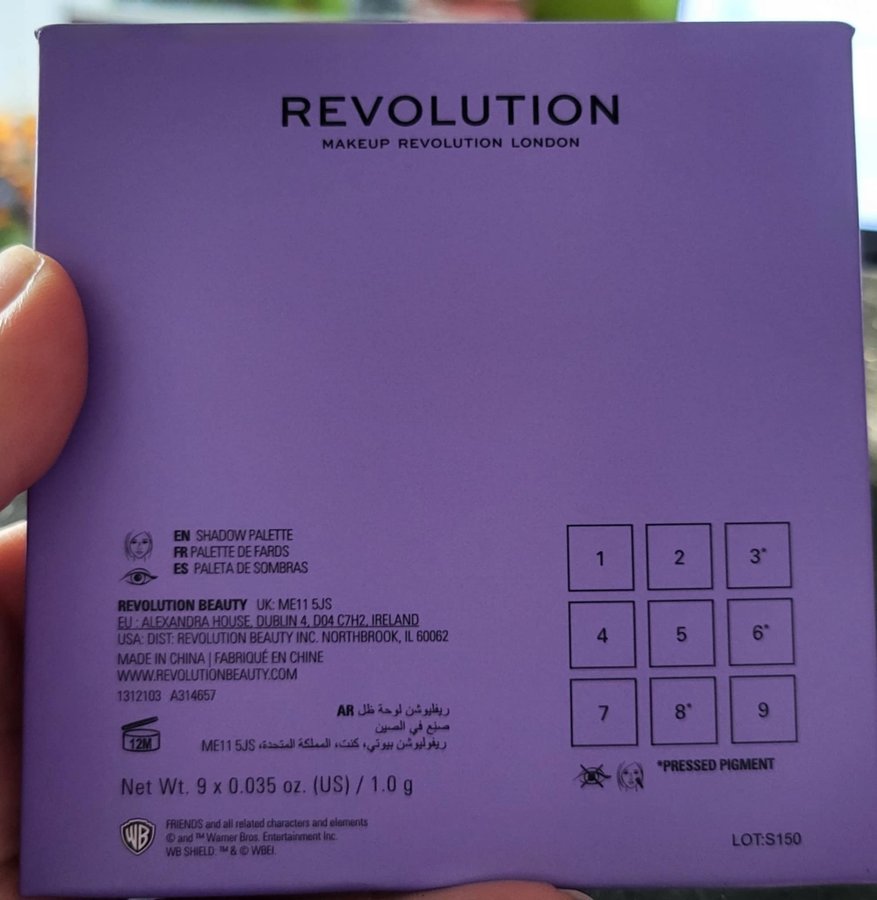 REVOLUTION
MAKEUP REVOLUTION LONDON
EN SHADOW PALETTE
FR PALETTE DE FARDS
ES PALETA DE SOMBRAS
REVOLUTION BEAUTY UK: ME11 5JS
EU : ALEXANDRA HOUSE, DUBLIN 4, D04 C7H2, IRELAND
USA: DIST: REVOLUTION BEAUTY INC. NORTHBROOK, IL 60062
MADE IN CHINA | FABRIQUÉ EN CHINE
WWW.REVOLUTIONBEAUTY.COM
1312103 A314657
AR ريفليوشن لوحة ظل
صنع في الصين
ريفوليوشن بيوتي، كنت، المملكة المتحدة، ME11 5JS
12M
Net Wt. 9 x 0.035 oz. (US) / 1.0 g
WB
FRIENDS and all related characters and elements
© and ™ Warner Bros. Entertainment Inc.
WB SHIELD: ™ & © WBEI.
1 2 3*
4 5 6*
7 8* 9
*PRESSED PIGMENT
LOT:S150